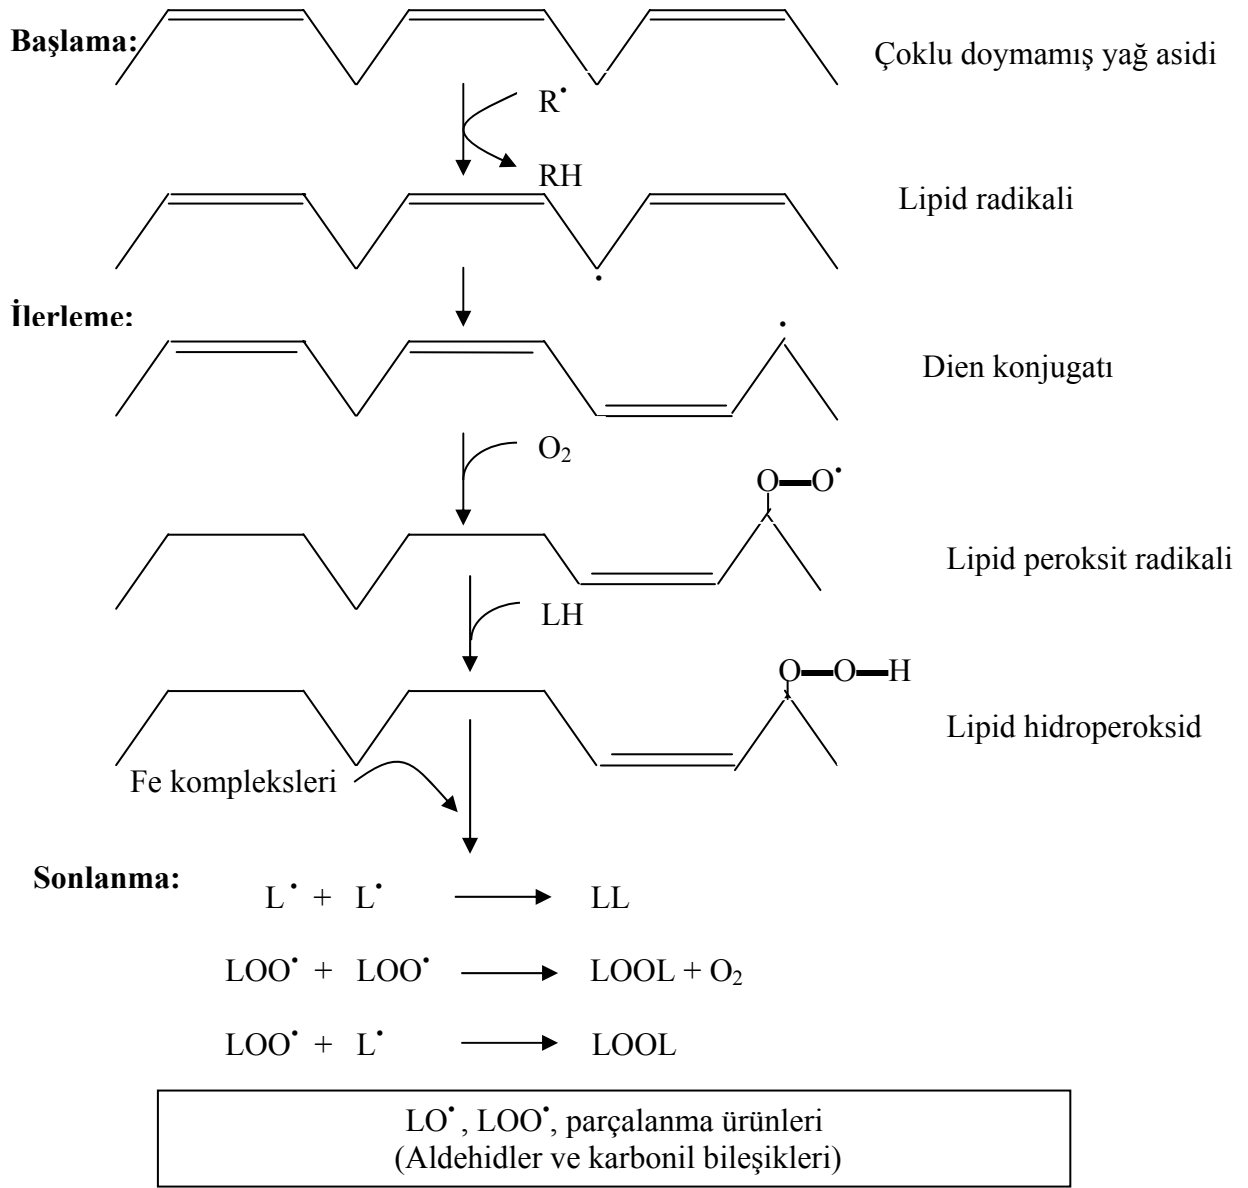 Başlama:
Çoklu doymamış yağ asidi
R•
RH
Lipid radikali
İlerleme:
Dien konjugatı
O₂
O—O•
Lipid peroksit radikali
LH
O—O—H
Lipid hidroperoksid
Fe kompleksleri
Sonlanma:
L• + L• → LL
LOO• + LOO• → LOOL + O₂
LOO• + L• → LOOL
LO•, LOO•, parçalanma ürünleri
(Aldehidler ve karbonil bileşikleri)